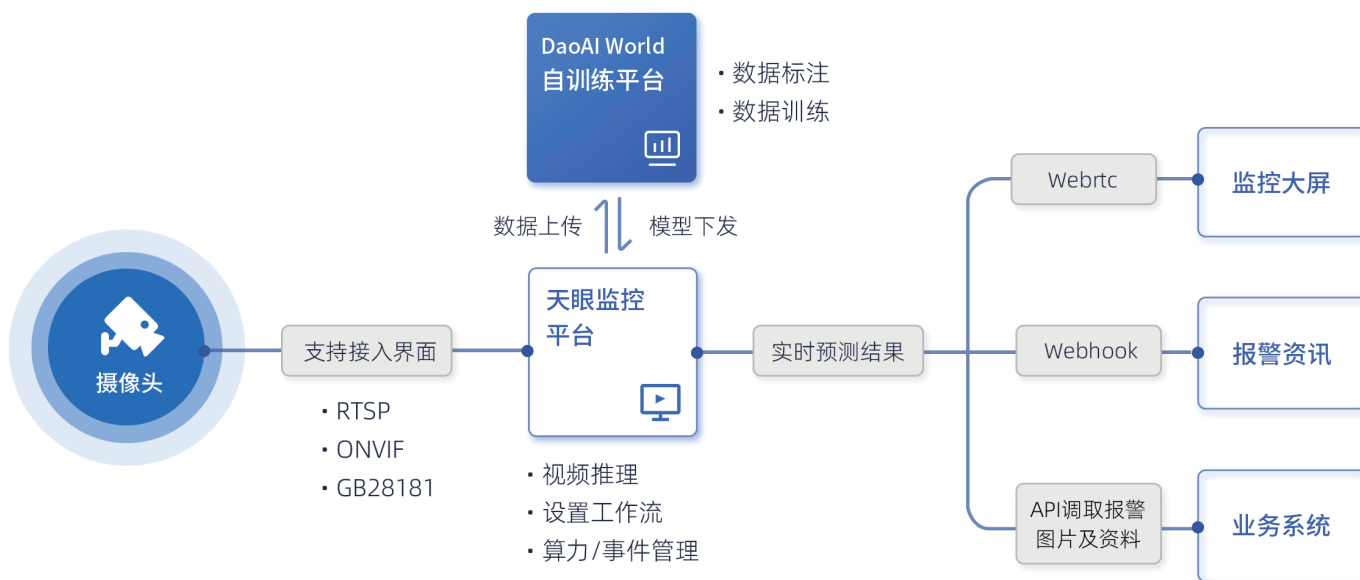 DaoAI World
自训练平台
· 数据标注
· 数据训练
数据上传
模型下发
摄像头
支持接入界面
· RTSP
· ONVIF
· GB28181
天眼监控
平台
· 视频推理
· 设置工作流
· 算力/事件管理
实时预测结果
Webrtc
监控大屏
Webhook
报警资讯
API调取报警
图片及资料
业务系统